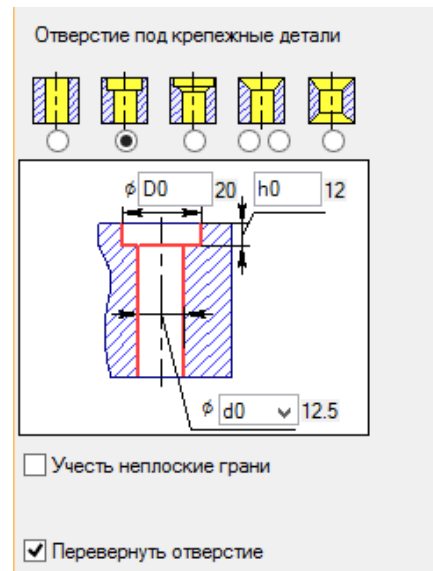 Отверстие под крепежные детали
ϕ D0 20 h0 12
ϕ d0 12.5
Учесть неплоские грани
Перевернуть отверстие